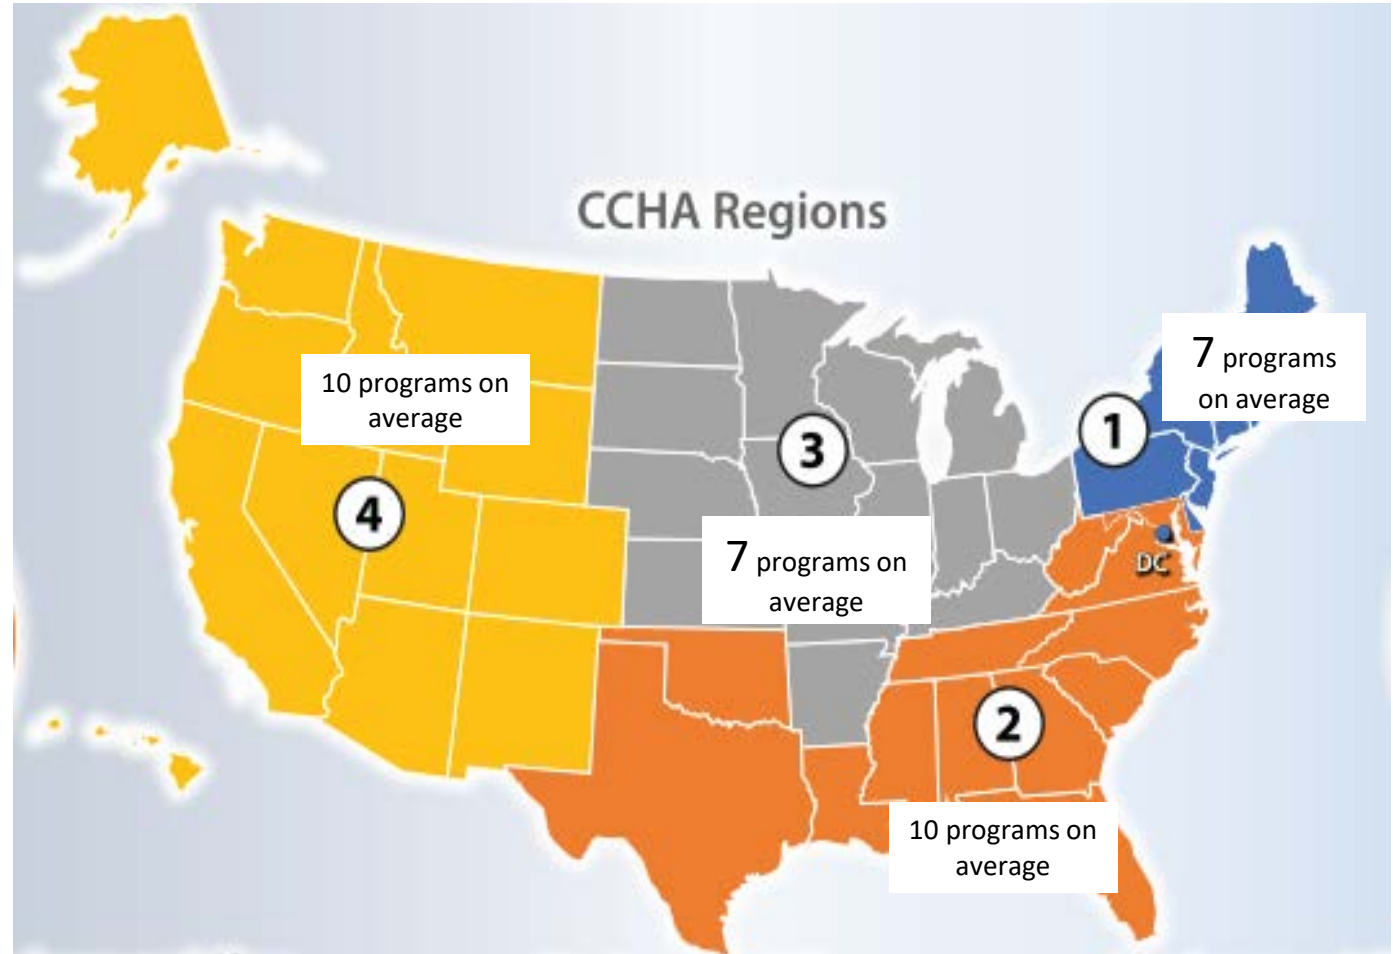 CCHA Regions
7 programs
on average
10 programs on
average
1
3
4
7 programs on
average
DC
2
10 programs on
average